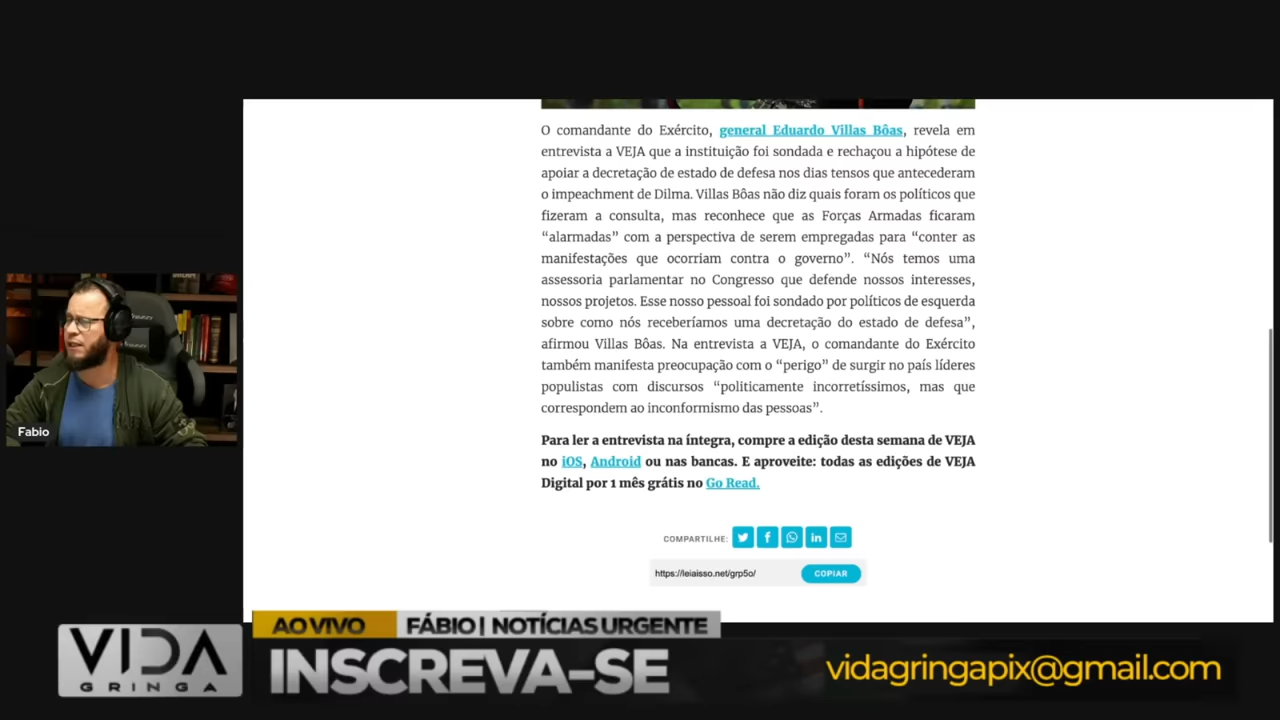 O comandante do Exército, general Eduardo Villas Bôas, revela em
entrevista a VEJA que a instituição foi sondada e rechaçou a hipótese de
apoiar a decretação de estado de defesa nos dias tensos que antecederam
o impeachment de Dilma. Villas Bôas não diz quais foram os políticos que
fizeram a consulta, mas reconhece que as Forças Armadas ficaram
“alarmadas” com a perspectiva de serem empregadas para “conter as
manifestações que ocorriam contra o governo”. “Nós temos uma
assessoria parlamentar no Congresso que defende nossos interesses,
nossos projetos. Esse nosso pessoal foi sondado por políticos de esquerda
sobre como nós receberíamos uma decretação do estado de defesa”,
afirmou Villas Bôas. Na entrevista a VEJA, o comandante do Exército
também manifesta preocupação com o “perigo” de surgir no país líderes
populistas com discursos “politicamente incorretíssimos, mas que
correspondem ao inconformismo das pessoas”.
Para ler a entrevista na íntegra, compre a edição desta semana de VEJA
no iOS, Android ou nas bancas. E aproveite: todas as edições de VEJA
Digital por 1 mês grátis no Go Read.
COMPARTILHE:
https://leiaisso.net/grp5o/ COPIAR
Fabio
AO VIVO FÁBIO | NOTÍCIAS URGENTE
VIDA
GRINGA
INSCREVA-SE
vidagringapix@gmail.com